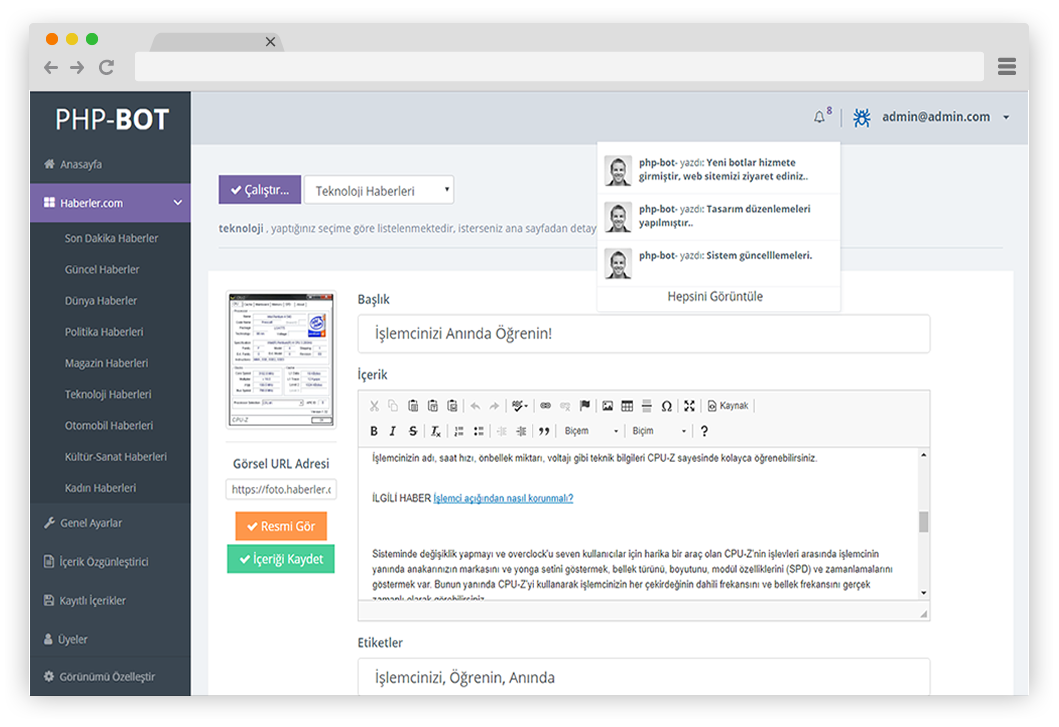 PHP-BOT
8
admin@admin.com
Anasayfa
Haberler.com
Son Dakika Haberler
Güncel Haberler
Dünya Haberler
Politika Haberleri
Magazin Haberleri
Teknoloji Haberleri
Otomobil Haberleri
Kültür-Sanat Haberleri
Kadın Haberleri
Genel Ayarlar
İçerik Özgünleştirici
Kayıtlı İçerikler
Üyeler
Görünümü Özelleştir
Çalıştır...
Teknoloji Haberleri
teknoloji , yaptığınız seçime göre listelenmektedir, isterseniz ana sayfadan detay
php-bot- yazdı: Yeni botlar hizmete
girmiştir, web sitemizi ziyaret ediniz..
php-bot- yazdı: Tasarım düzenlemeleri
yapılmıştır..
php-bot- yazdı: Sistem güncelllemeleri.
Hepsini Görüntüle
CPU-Z
Görsel URL Adresi
https://foto.haberler.c
Resmi Gör
İçeriği Kaydet
Başlık
İşlemcinizi Anında Öğrenin!
İçerik
Kaynak
B I S Biçem Biçim ?
İşlemcinizin adı, saat hızı, önbellek miktarı, voltajı gibi teknik bilgileri CPU-Z sayesinde kolayca öğrenebilirsiniz.
İLGİLİ HABER İşlemci açığından nasıl korunmalı?
Sisteminde değişiklik yapmayı ve overclock'u seven kullanıcılar için harika bir araç olan CPU-Z'nin işlevleri arasında işlemcinin
yanında anakarınızın markasını ve yonga setini göstermek, bellek türünü, boyutunu, modül özelliklerini (SPD) ve zamanlamalarını
göstermek var. Bunun yanında CPU-Z'yi kullanarak işlemcinizin her çekirdeğinin dahili frekansını ve bellek frekansını gerçek
zamanlı olarak görebilirsiniz
Etiketler
İşlemcinizi, Öğrenin, Anında